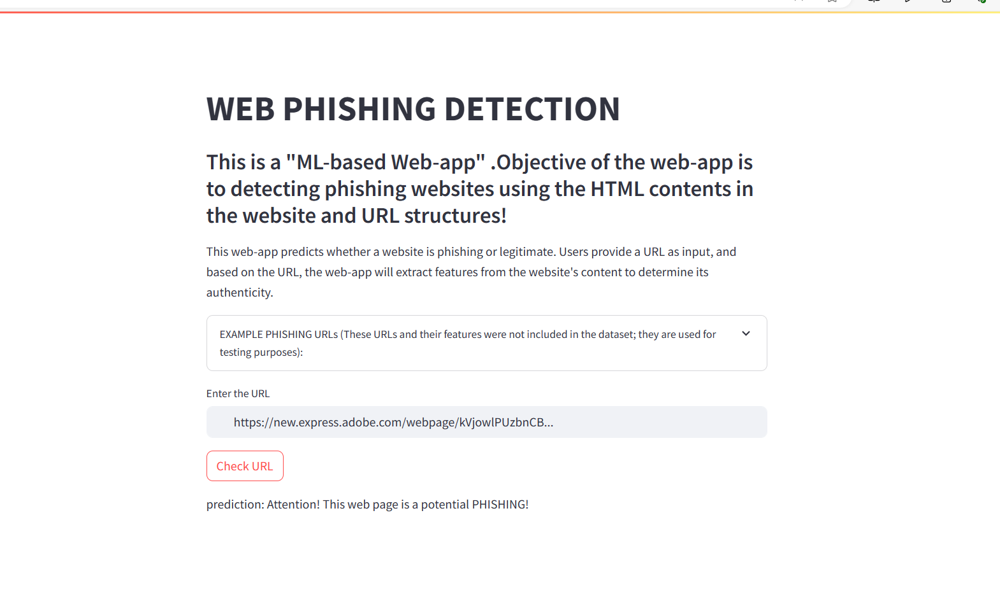 WEB PHISHING DETECTION
This is a "ML-based Web-app" .Objective of the web-app is
to detecting phishing websites using the HTML contents in
the website and URL structures!
This web-app predicts whether a website is phishing or legitimate. Users provide a URL as input, and
based on the URL, the web-app will extract features from the website's content to determine its
authenticity.
EXAMPLE PHISHING URLs (These URLs and their features were not included in the dataset; they are used for
testing purposes):
Enter the URL
https://new.express.adobe.com/webpage/kVjowlPUzbnCB...
Check URL
prediction: Attention! This web page is a potential PHISHING!